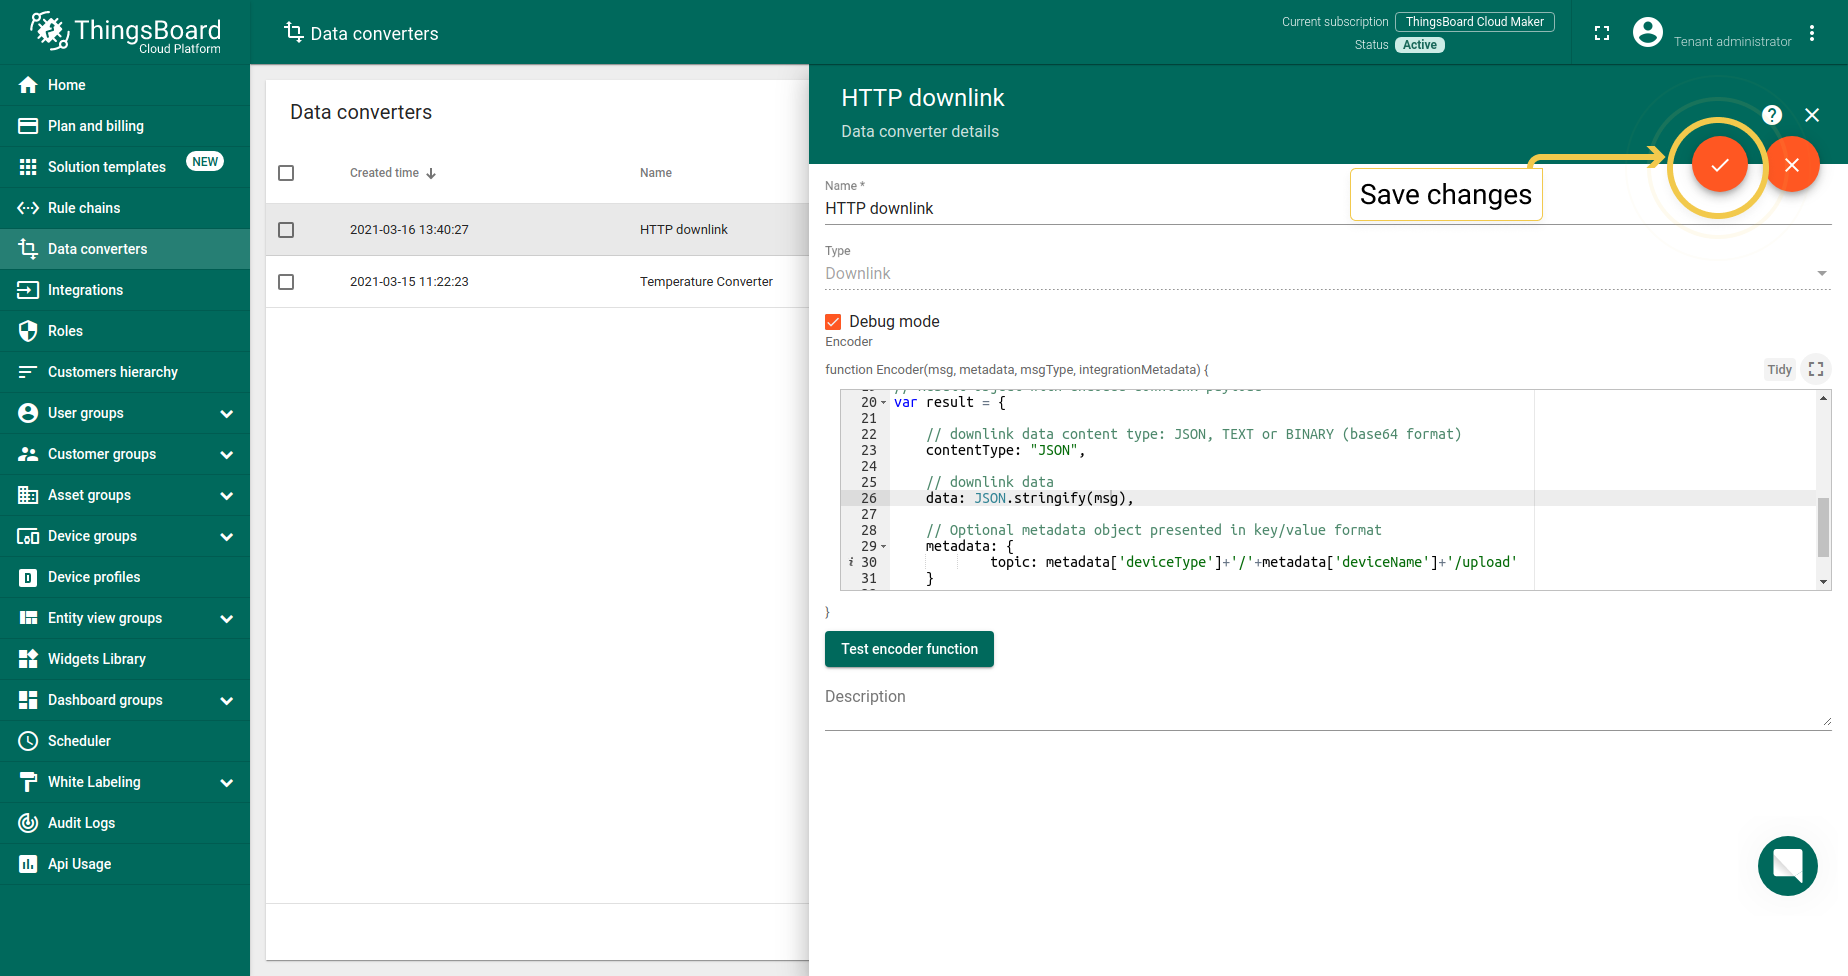 ThingsBoard
Cloud Platform
Data converters
Current subscription
ThingsBoard Cloud Maker
Status
Active
Tenant administrator
Home
Plan and billing
Solution templates
NEW
Rule chains
Data converters
Integrations
Roles
Customers hierarchy
User groups
Customer groups
Asset groups
Device groups
Device profiles
Entity view groups
Widgets Library
Dashboard groups
Scheduler
White Labeling
Audit Logs
Api Usage
Data converters
Created time
Name
2021-03-16 13:40:27
HTTP downlink
2021-03-15 11:22:23
Temperature Converter
HTTP downlink
Data converter details
Save changes
Name *
HTTP downlink
Type
Downlink
Debug mode
Encoder
function Encoder(msg, metadata, msgType, integrationMetadata) {
Tidy
20 var result = {
21
22 // downlink data content type: JSON, TEXT or BINARY (base64 format)
23 contentType: "JSON",
24
25 // downlink data
26 data: JSON.stringify(msg),
27
28 // Optional metadata object presented in key/value format
29 metadata: {
i 30 topic: metadata['deviceType']+'/'+metadata['deviceName']+'/upload'
31 }
}
Test encoder function
Description